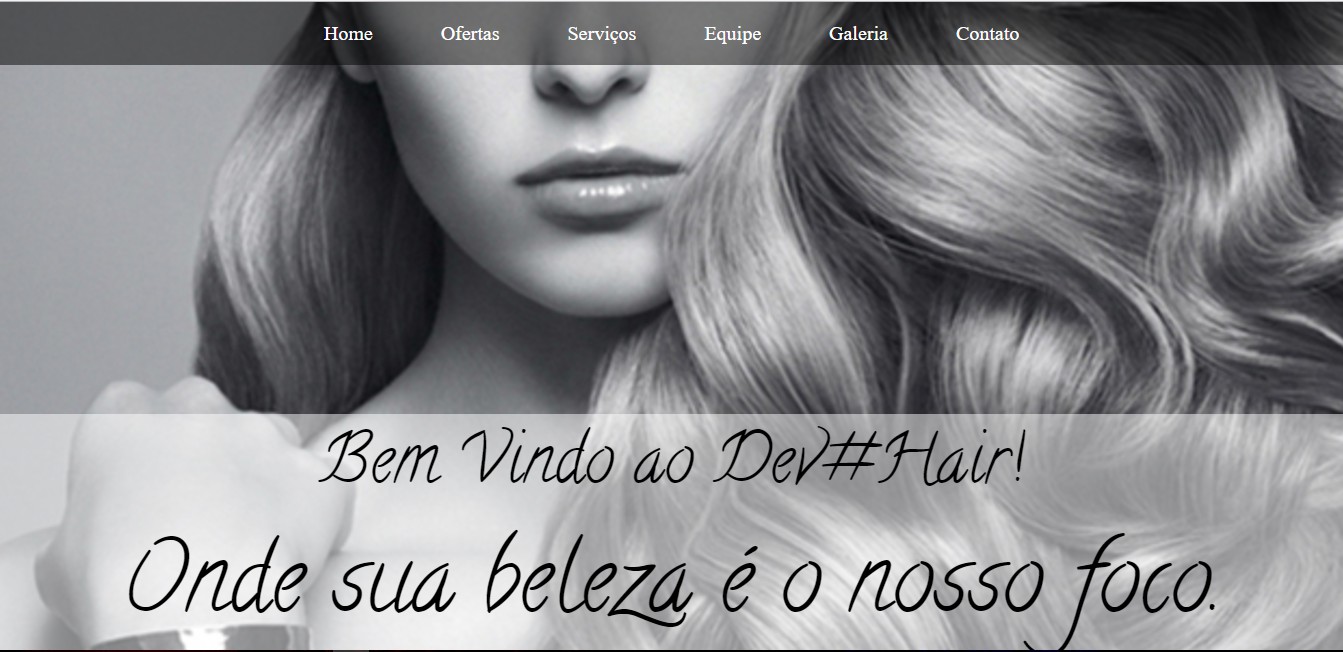 Home Ofertas Serviços Equipe Galeria Contato
Bem Vindo ao Dev#Hair!
Onde sua beleza é o nosso foco.